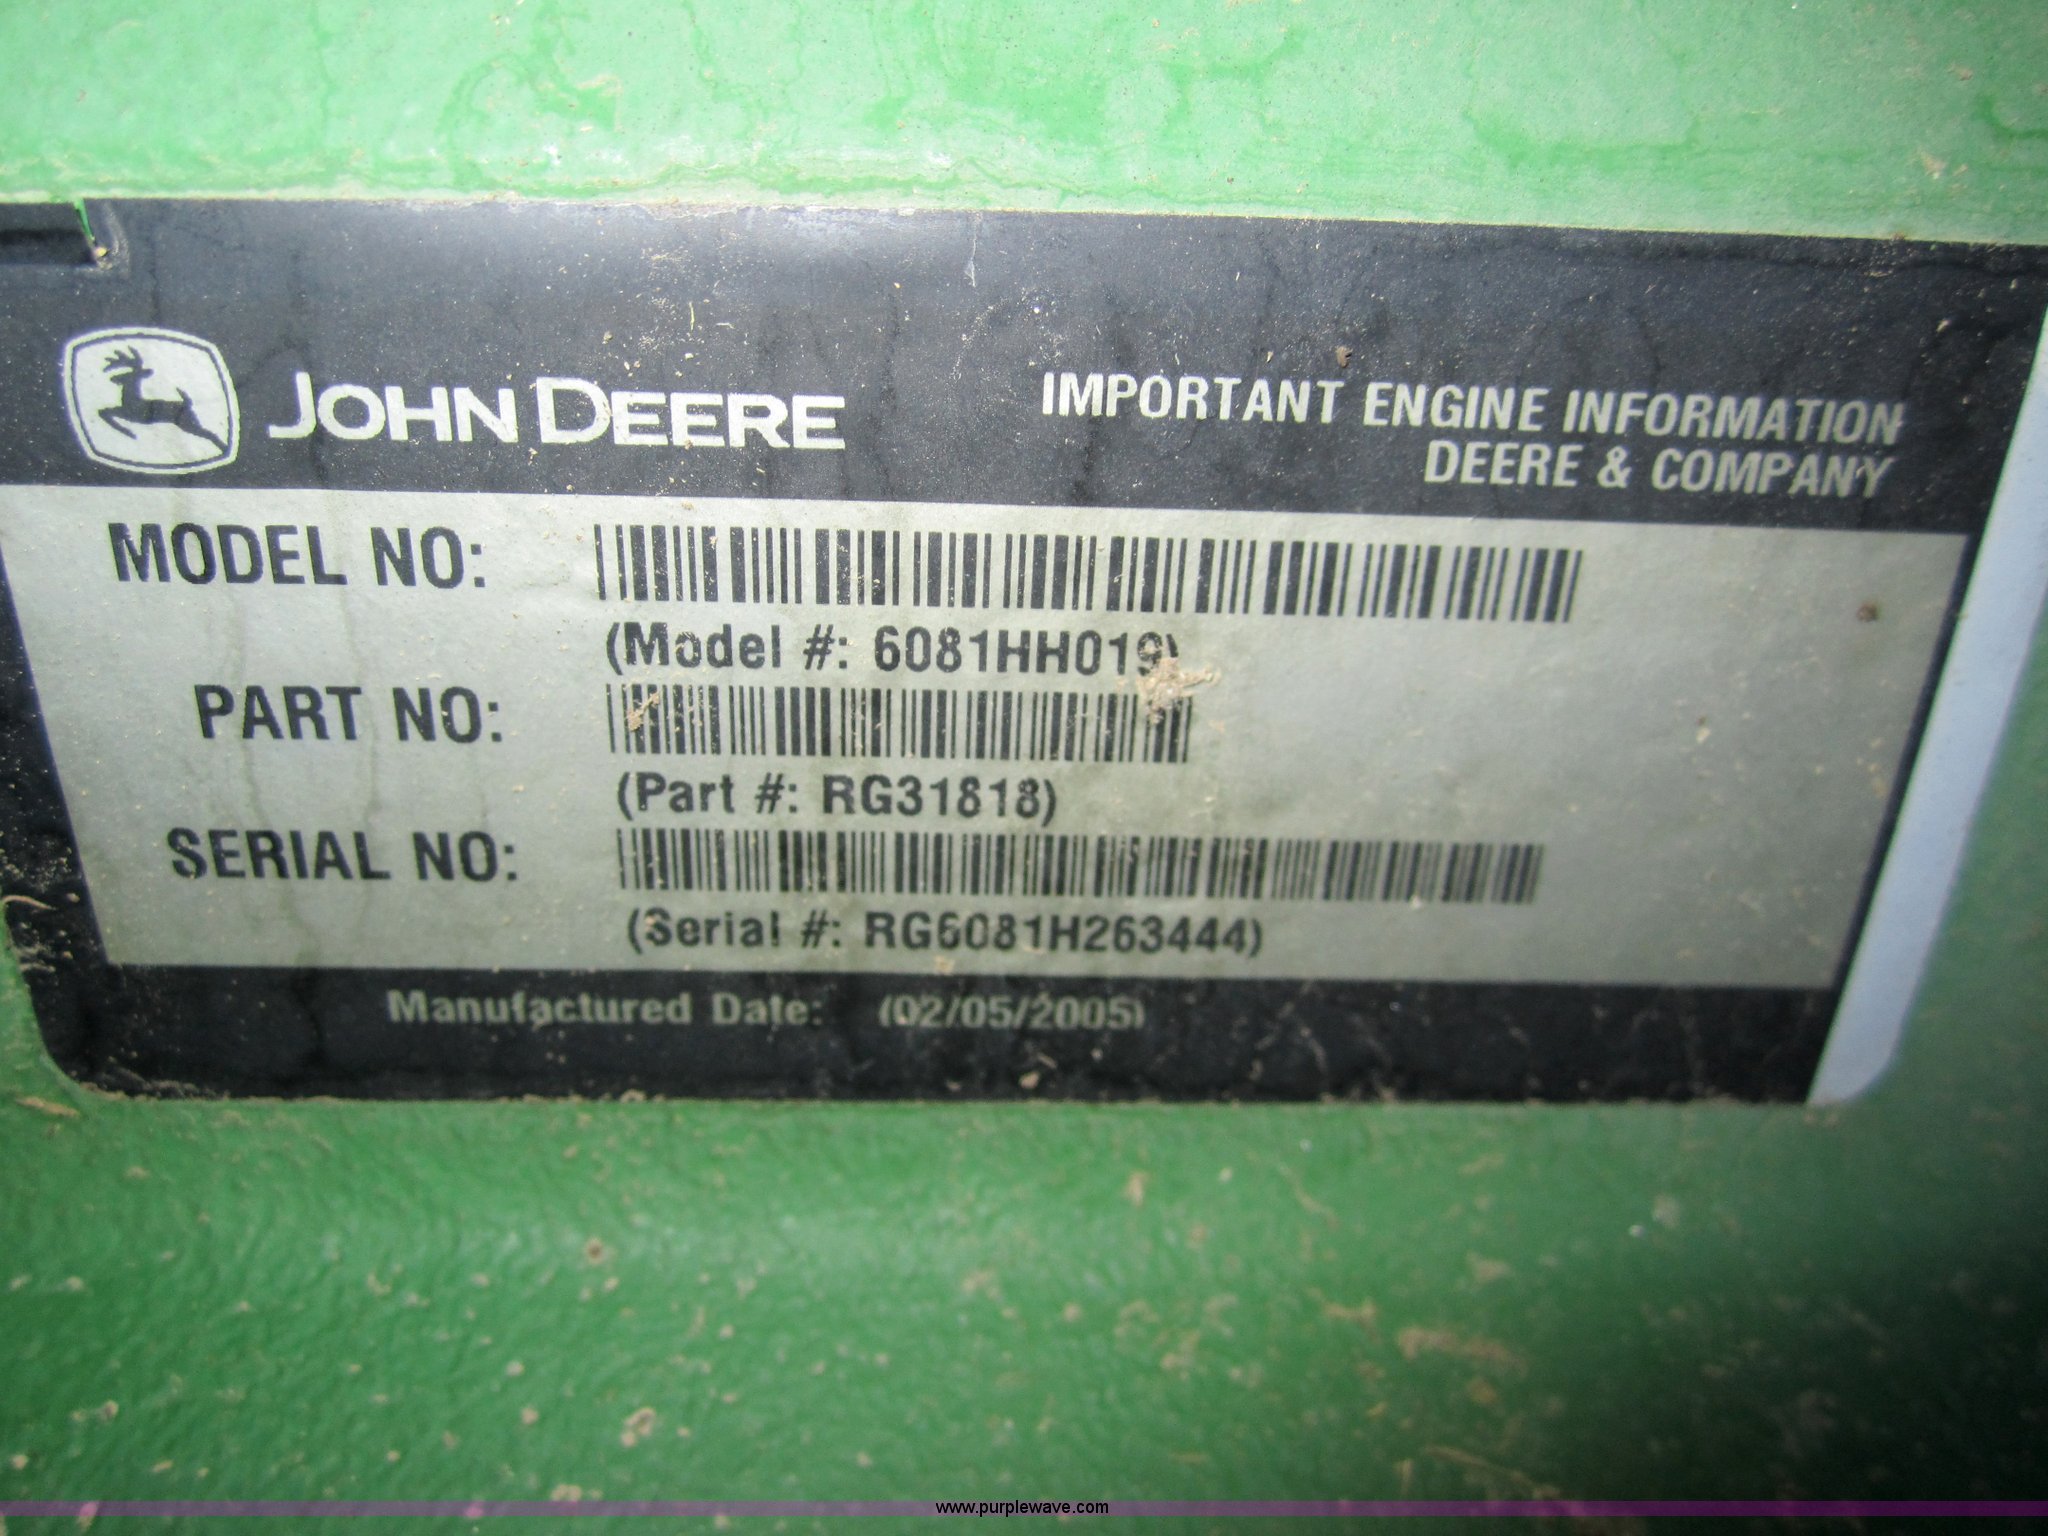 JOHN DEERE
IMPORTANT ENGINE INFORMATION
DEERE & COMPANY
MODEL NO:
(Model #: 6081HH019)
PART NO:
(Part #: RG31818)
SERIAL NO:
(Serial #: RG6081H263444)
Manufactured Date: (02/05/2005)
www.purplewave.com